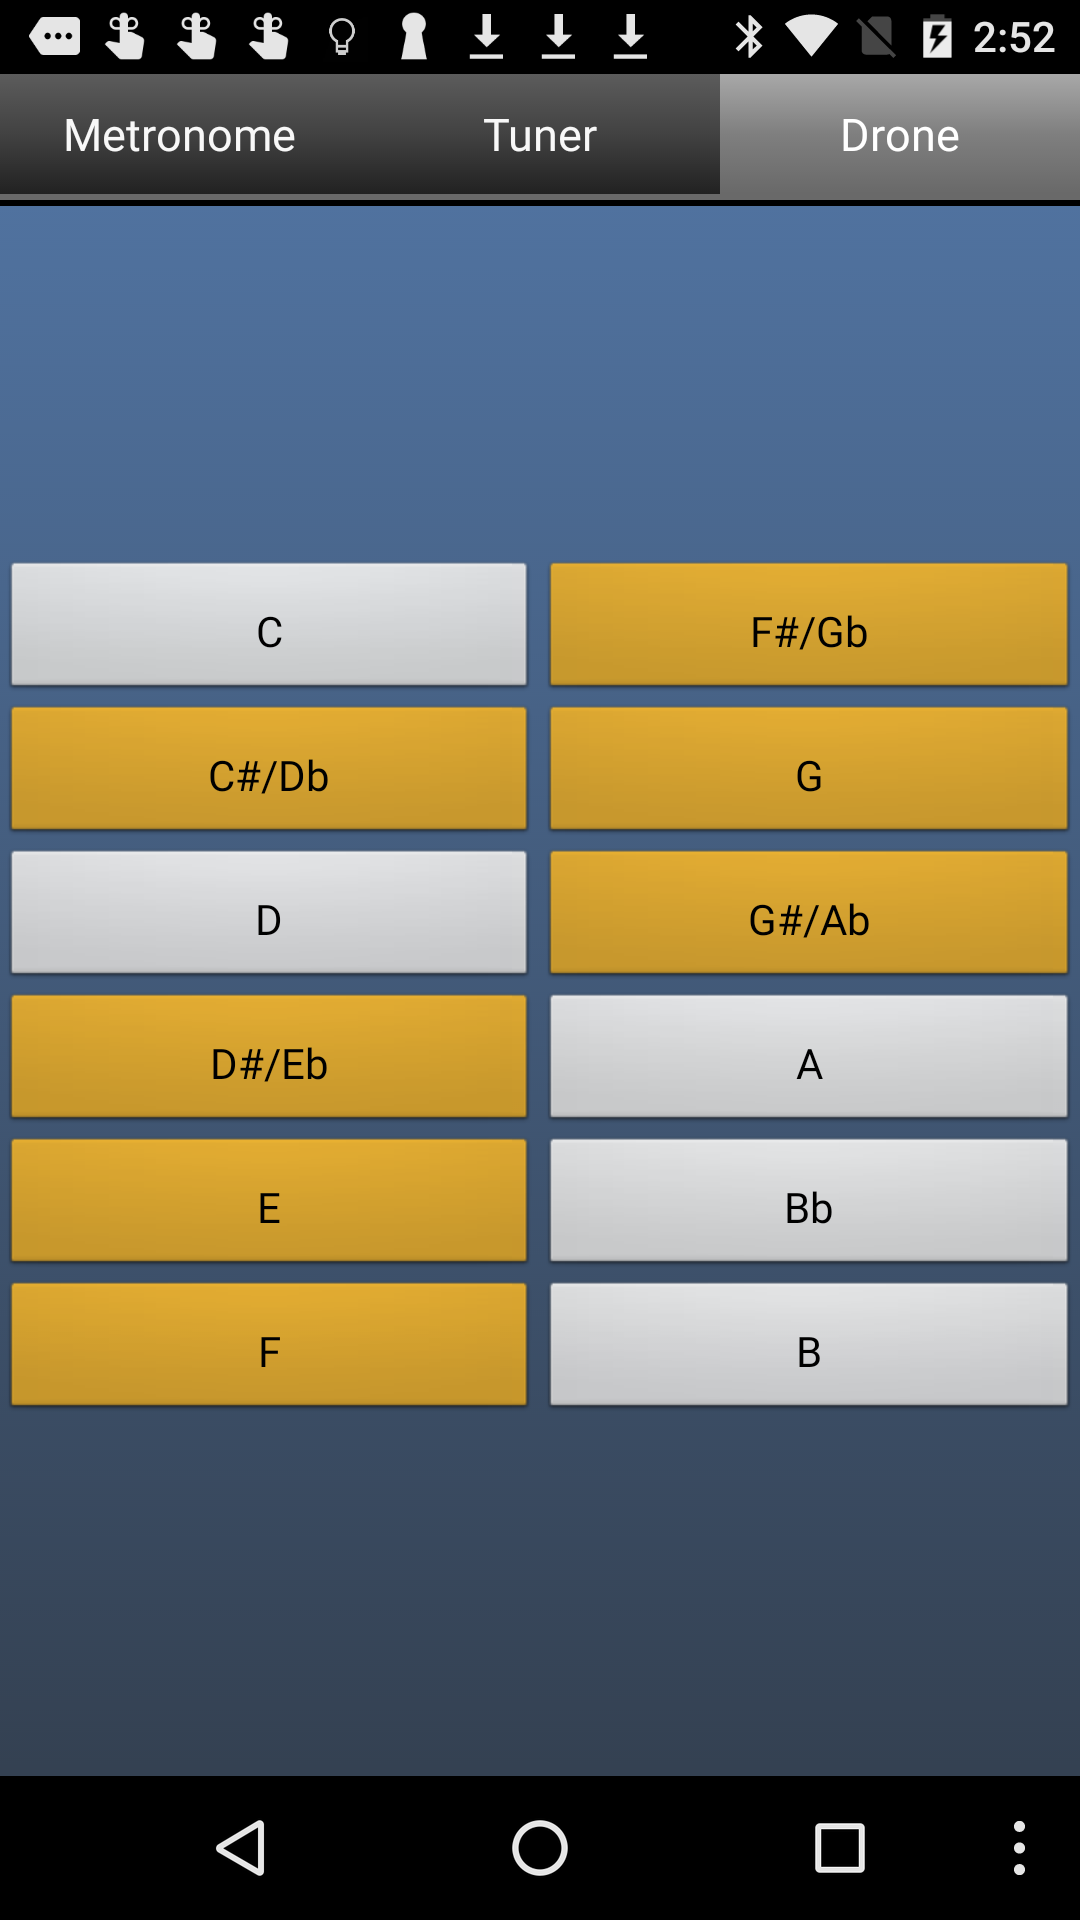 2:52
Metronome Tuner Drone
C F#/Gb
C#/Db G
D G#/Ab
D#/Eb A
E Bb
F B